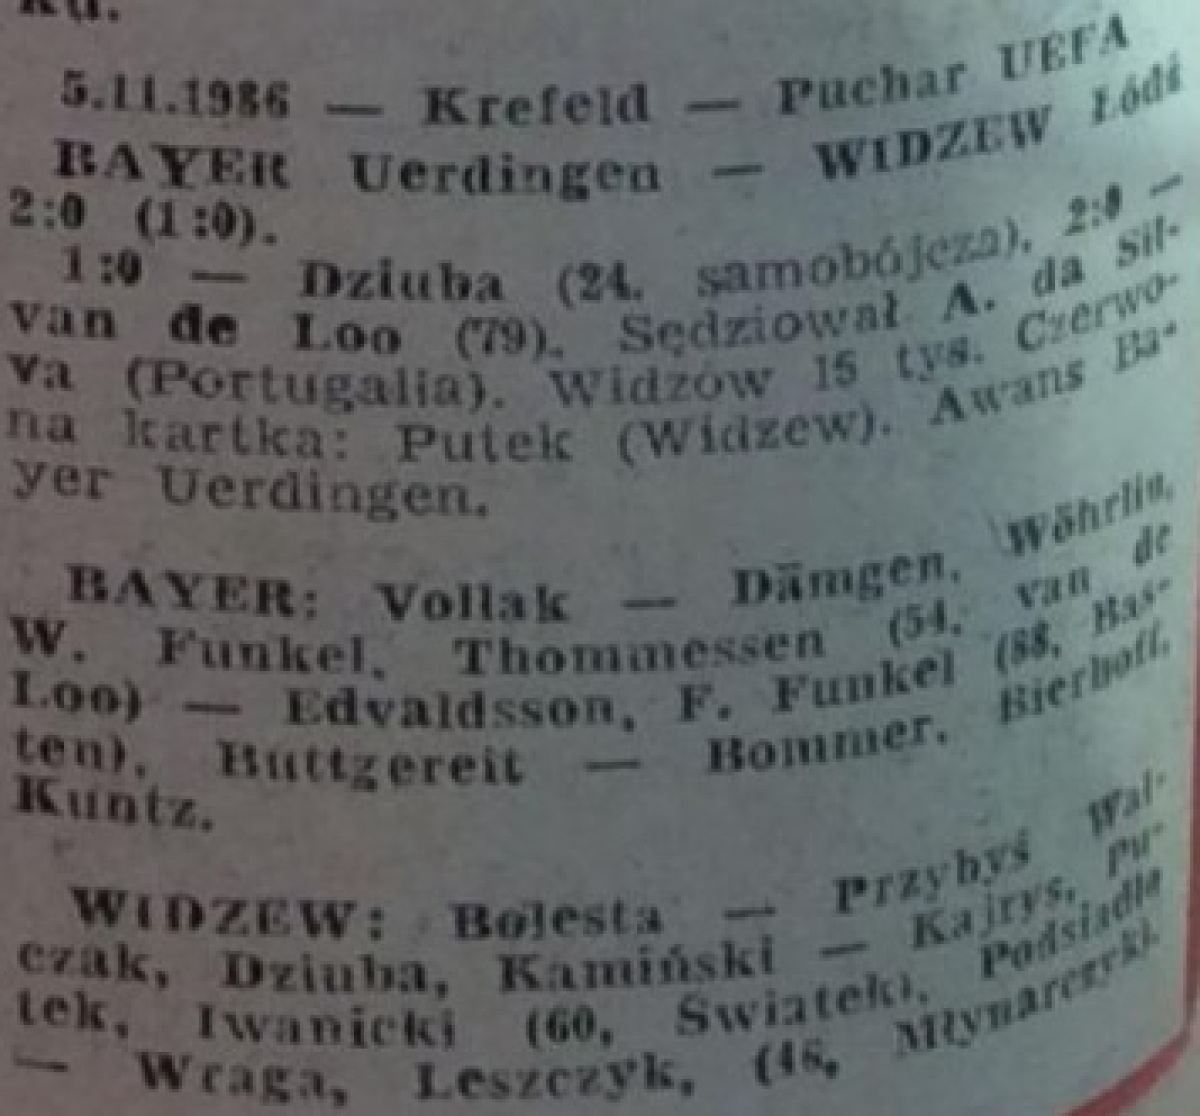 5.11.1986 — Krefeld — Puchar UEFA
BAYER Uerdingen — WIDZEW Łódź
2:0 (1:0).
1:0 — Dziuba (24, samobójcza), 2:0 —
van de Loo (79). Sędziował A. da Sil-
va (Portugalia). Widzów 15 tys. Czerwo-
na kartka: Putek (Widzew). Awans Ba-
yer Uerdingen.
BAYER: Vollak — Dämgen, Wöhrlin,
W. Funkel, Thommessen (54, van de
Loo) — Edvaldsson, F. Funkel (88, Bas-
ten), Buttgereit — Bommer, Bierhoff,
Kuntz.
WIDZEW: Bolesta — Przybyś Wal-
czak, Dziuba, Kamiński — Kajrys, Pu-
tek, Iwanicki (60, Światek), Podsiadła
— Wraga, Leszczyk, (46, Młynarczyk).